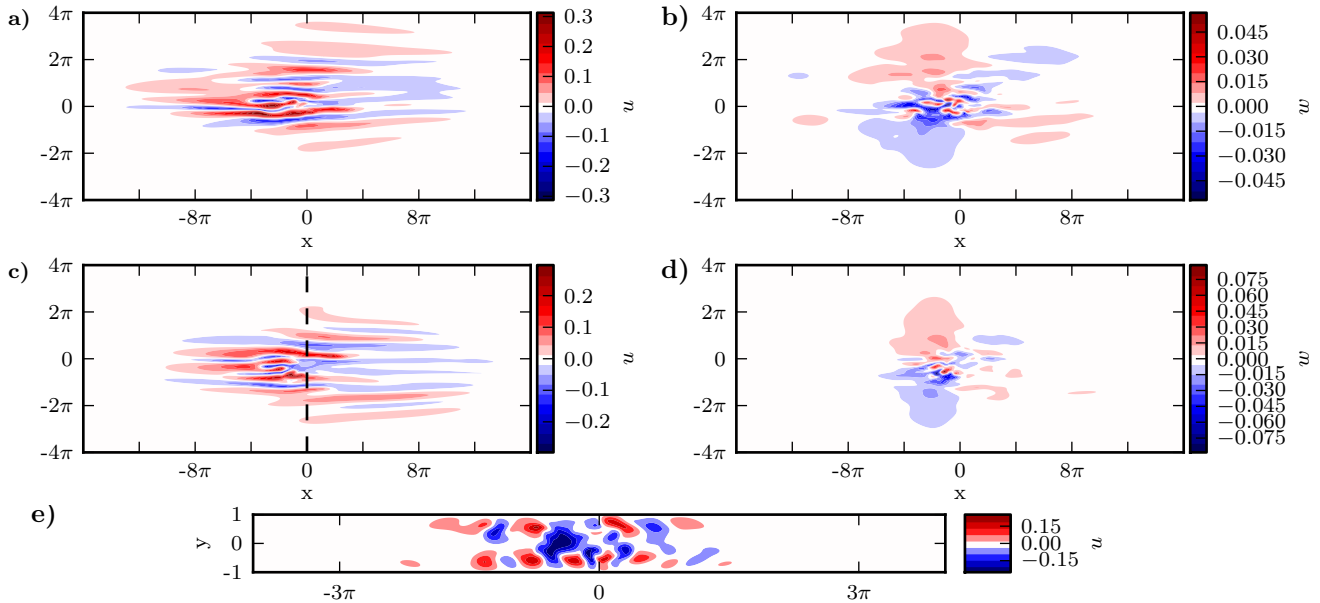 a)
4π
2π
0
-2π
-4π
-8π 0 8π
x
0.3
0.2
0.1
0.0
−0.1
−0.2
−0.3
u
b)
4π
2π
0
-2π
-4π
-8π 0 8π
x
0.045
0.030
0.015
0.000
−0.015
−0.030
−0.045
w
c)
4π
2π
0
-2π
-4π
-8π 0 8π
x
0.2
0.1
0.0
−0.1
−0.2
u
d)
4π
2π
0
-2π
-4π
-8π 0 8π
x
0.075
0.060
0.045
0.030
0.015
0.000
−0.015
−0.030
−0.045
−0.060
−0.075
w
e)
y
1
0
-1
-3π 0 3π
0.15
0.00
−0.15
u